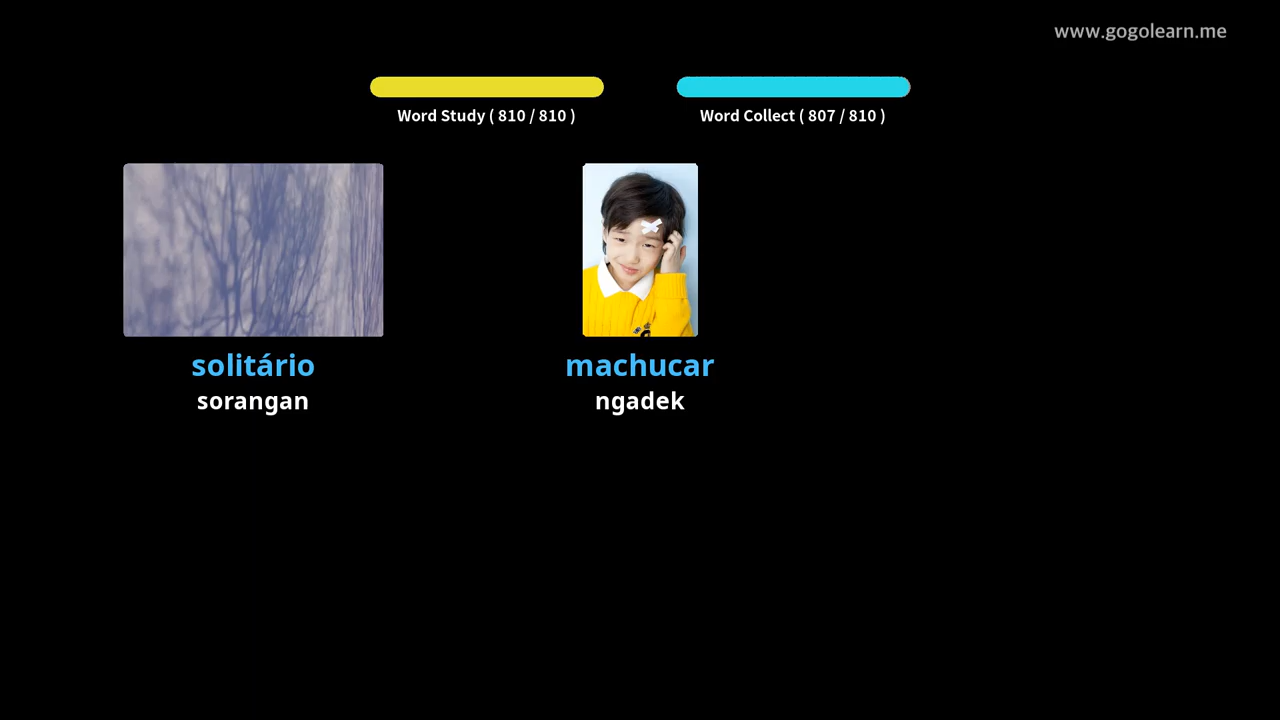 www.gogolearn.me
Word Study ( 810 / 810 )
Word Collect ( 807 / 810 )
solitário
sorangan
machucar
ngadek